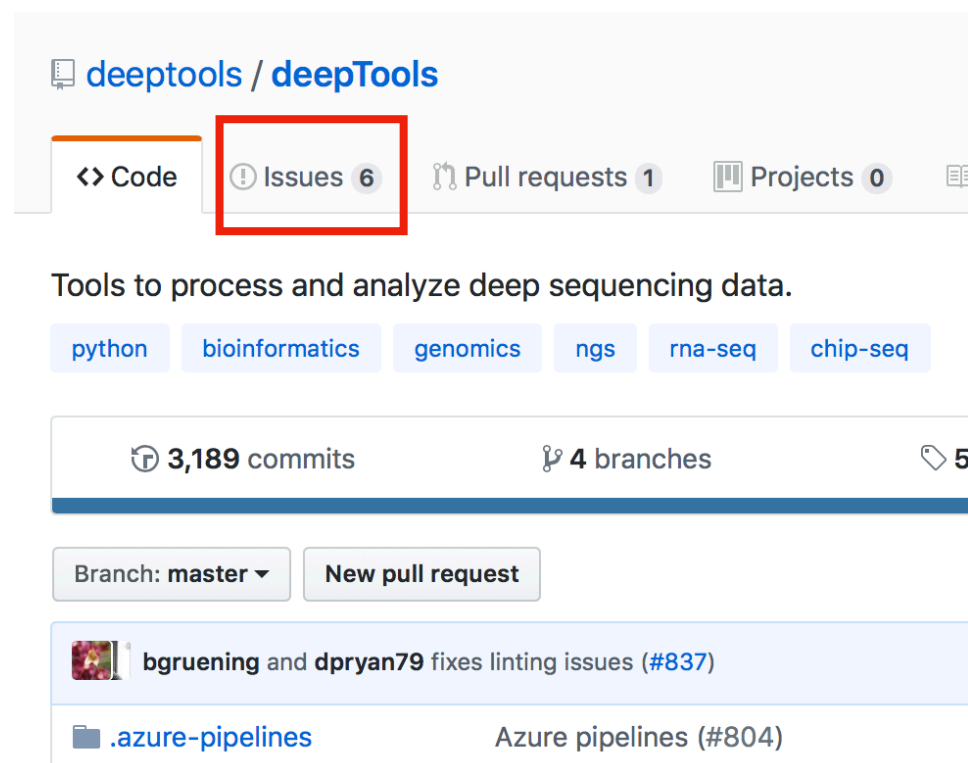 deeptools / deepTools
<> Code Issues 6 Pull requests 1 Projects 0
Tools to process and analyze deep sequencing data.
python bioinformatics genomics ngs rna-seq chip-seq
3,189 commits 4 branches 5
Branch: master New pull request
bgruening and dpryan79 fixes linting issues (#837)
.azure-pipelines Azure pipelines (#804)